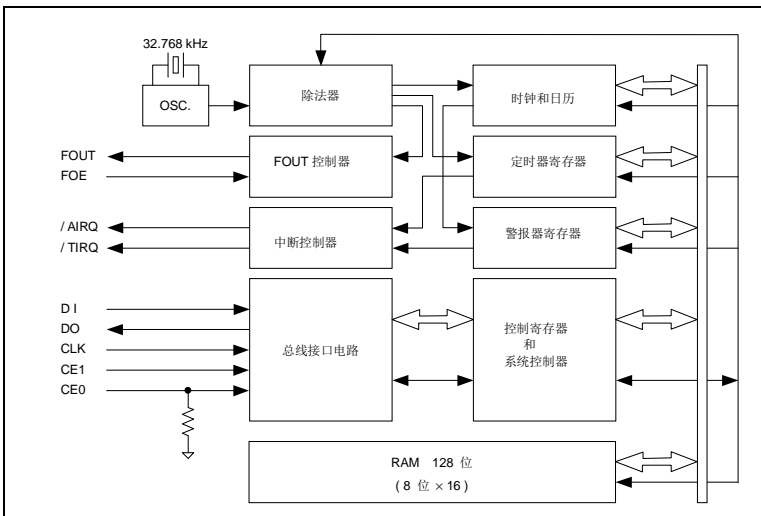 32.768 kHz
OSC.
除法器
时钟和日历
FOUT
FOE
FOUT 控制器
定时器寄存器
/ AIRQ
/ TIRQ
中断控制器
警报器寄存器
D I
DO
CLK
CE1
CE0
总线接口电路
控制寄存器
和
系统控制器
RAM 128 位
( 8 位 × 16 )